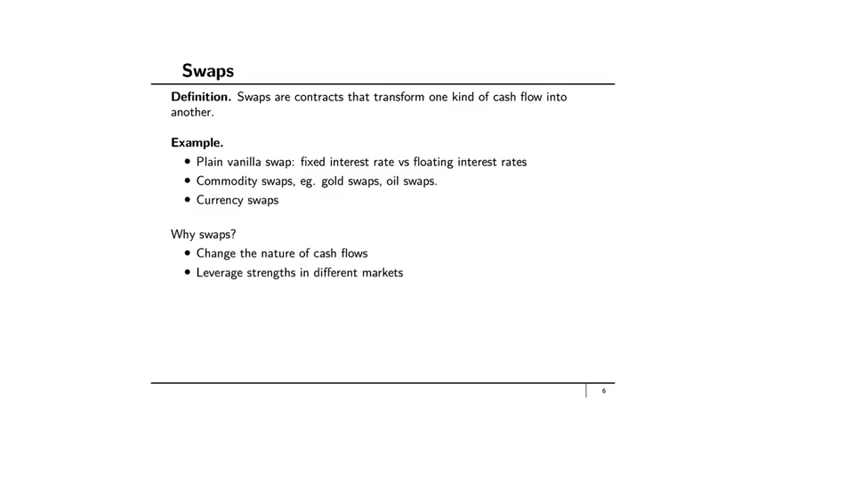 Swaps
Definition. Swaps are contracts that transform one kind of cash flow into
another.
Example.
• Plain vanilla swap: fixed interest rate vs floating interest rates
• Commodity swaps, eg. gold swaps, oil swaps.
• Currency swaps
Why swaps?
• Change the nature of cash flows
• Leverage strengths in different markets
6